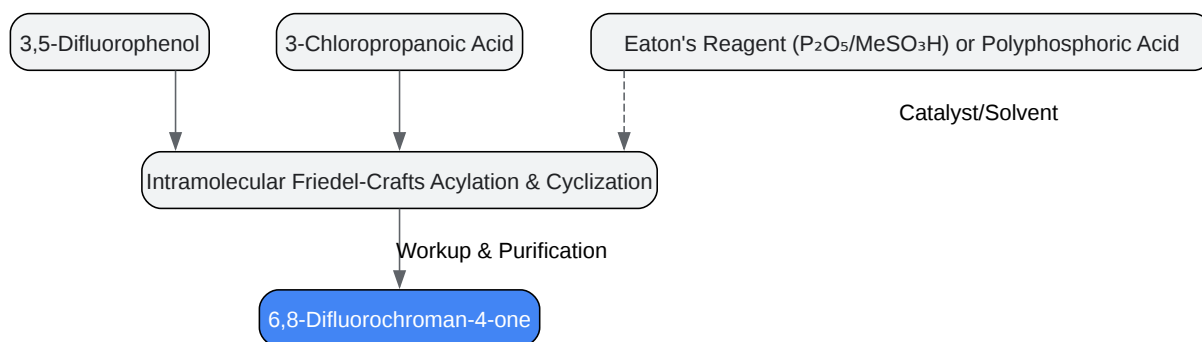 3,5-Difluorophenol
3-Chloropropanoic Acid
Eaton's Reagent (P₂O₅/MeSO₃H) or Polyphosphoric Acid
Catalyst/Solvent
Intramolecular Friedel-Crafts Acylation & Cyclization
Workup & Purification
6,8-Difluorochroman-4-one